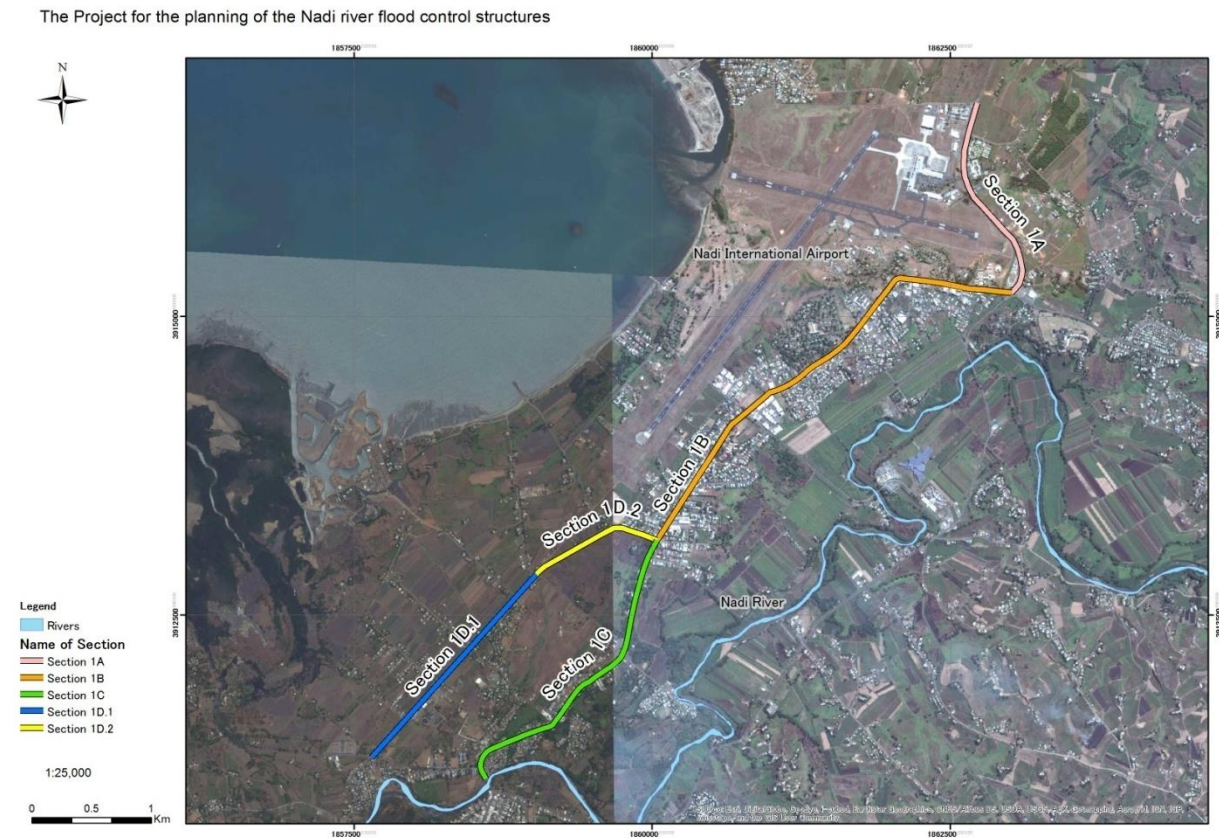 The Project for the planning of the Nadi river flood control structures
N
1857500
1860000
1862500
Section 1A
Nadi International Airport
3915000
3915000
Section 1B
Section 1D.2
Nadi River
3912500
3912500
Section 1D.1
Section 1C
Legend
Rivers
Name of Section
Section 1A
Section 1B
Section 1C
Section 1D.1
Section 1D.2
1:25,000
0 0.5 1
Km
1857500
1860000
1862500